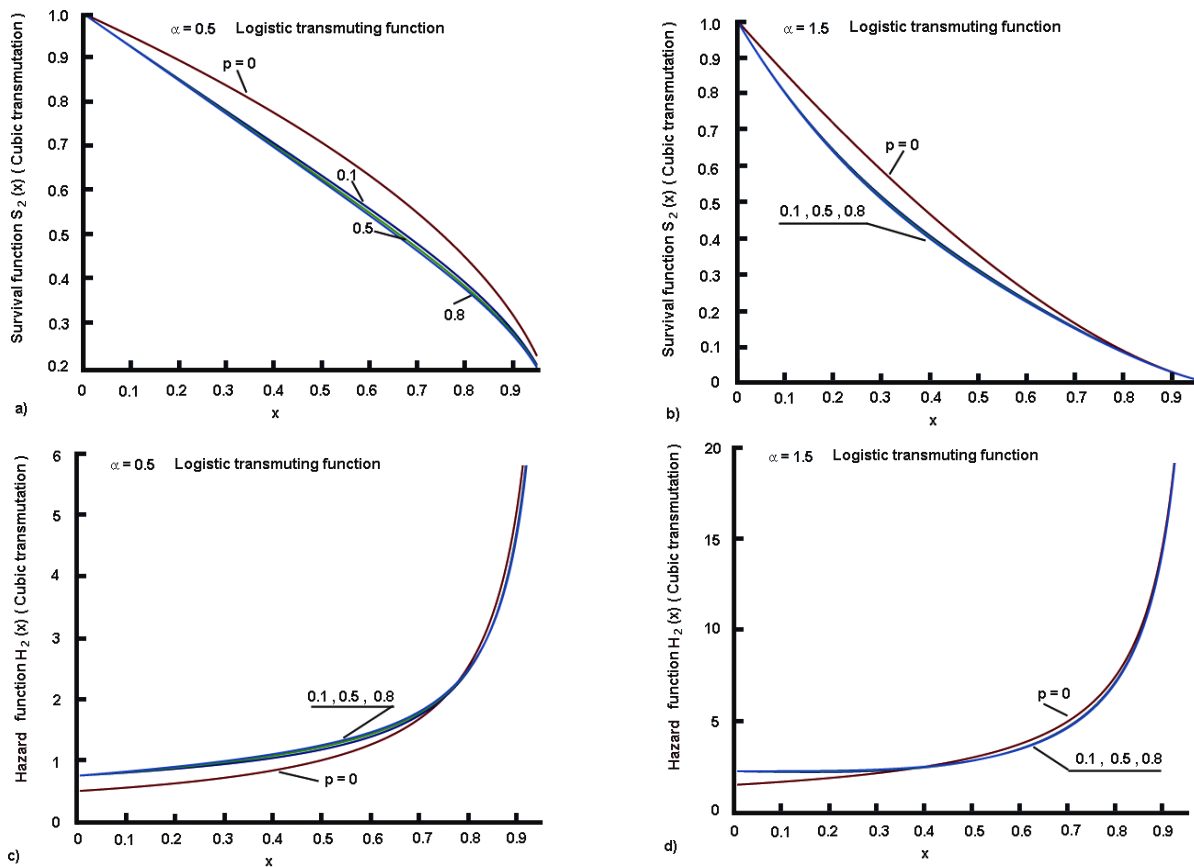 Survival function S₂ (x) ( Cubic transmutation )
α = 0.5 Logistic transmuting function
1.0
0.9
0.8
0.7
0.6
0.5
0.4
0.3
0.2
p = 0
0.1
0.5
0.8
0 0.1 0.2 0.3 0.4 0.5 0.6 0.7 0.8 0.9
x
a)
Survival function S₂ (x) ( Cubic transmutation )
α = 1.5 Logistic transmuting function
1.0
0.9
0.8
0.7
0.6
0.5
0.4
0.3
0.2
0.1
0
p = 0
0.1 , 0.5 , 0.8
0 0.1 0.2 0.3 0.4 0.5 0.6 0.7 0.8 0.9
x
b)
Hazard function H₂ (x) ( Cubic transmutation )
α = 0.5 Logistic transmuting function
6
5
4
3
2
1
0
0.1 , 0.5 , 0.8
p = 0
0 0.1 0.2 0.3 0.4 0.5 0.6 0.7 0.8 0.9
x
c)
Hazard function H₂ (x) ( Cubic transmutation )
α = 1.5 Logistic transmuting function
20
15
10
5
0
p = 0
0.1 , 0.5 , 0.8
0 0.1 0.2 0.3 0.4 0.5 0.6 0.7 0.8 0.9
x
d)